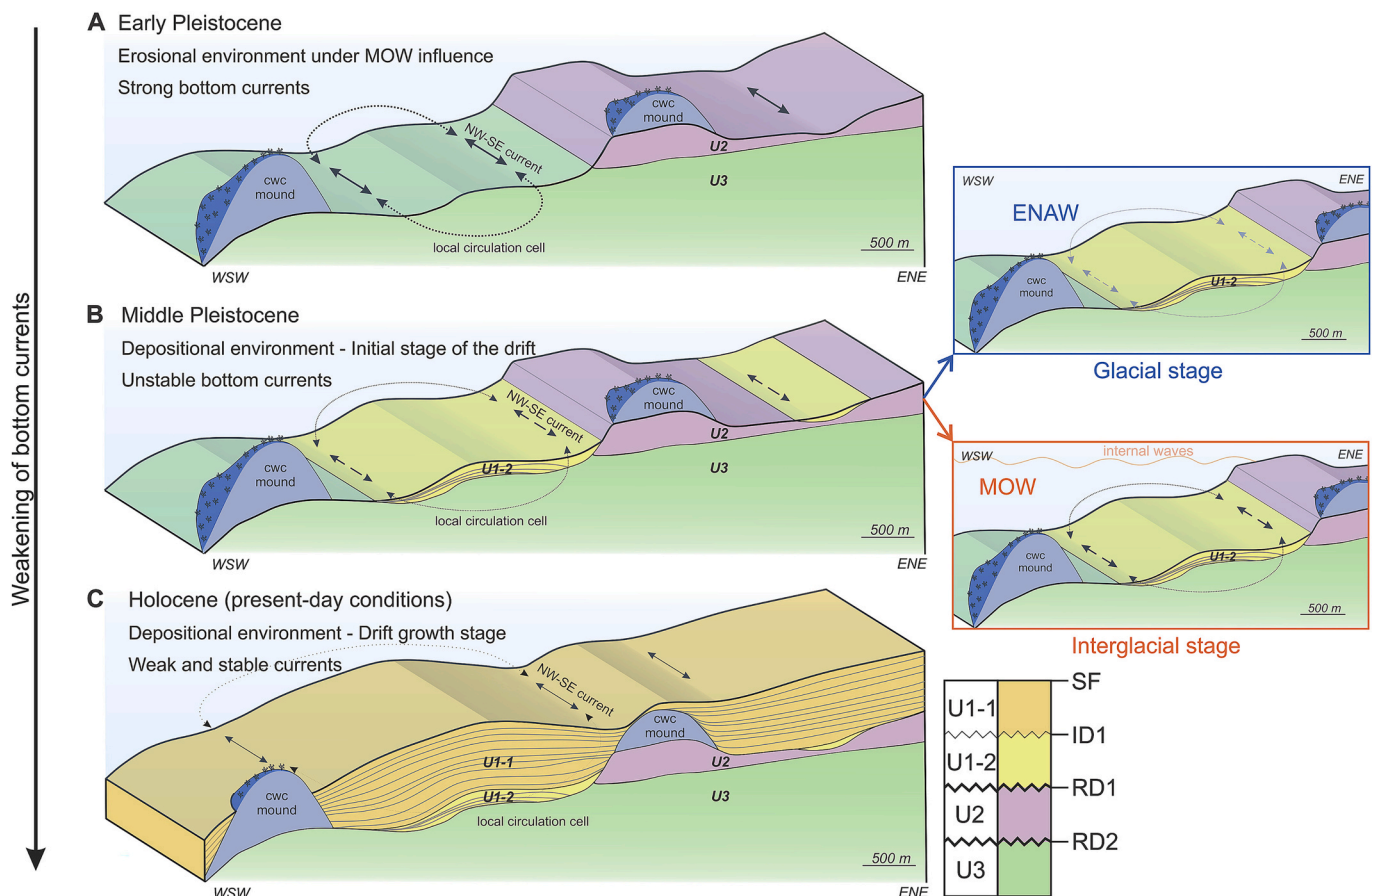 Weakening of bottom currents
A Early Pleistocene
Erosional environment under MOW influence
Strong bottom currents
NW-SE current
cwc
mound
cwc
mound
U2
U3
local circulation cell
500 m
WSW
ENE
B Middle Pleistocene
Depositional environment - Initial stage of the drift
Unstable bottom currents
NW-SE current
cwc
mound
cwc
mound
U2
U1-2
U3
local circulation cell
500 m
WSW
ENE
C Holocene (present-day conditions)
Depositional environment - Drift growth stage
Weak and stable currents
NW-SE current
cwc
mound
cwc
mound
U1-1
U2
U1-2
U3
local circulation cell
500 m
WSW
ENE
WSW
ENE
ENAW
cwc
mound
U1-2
500 m
Glacial stage
internal waves
WSW
ENE
MOW
cwc
mound
U1-2
500 m
Interglacial stage
SF
U1-1
ID1
U1-2
RD1
U2
RD2
U3